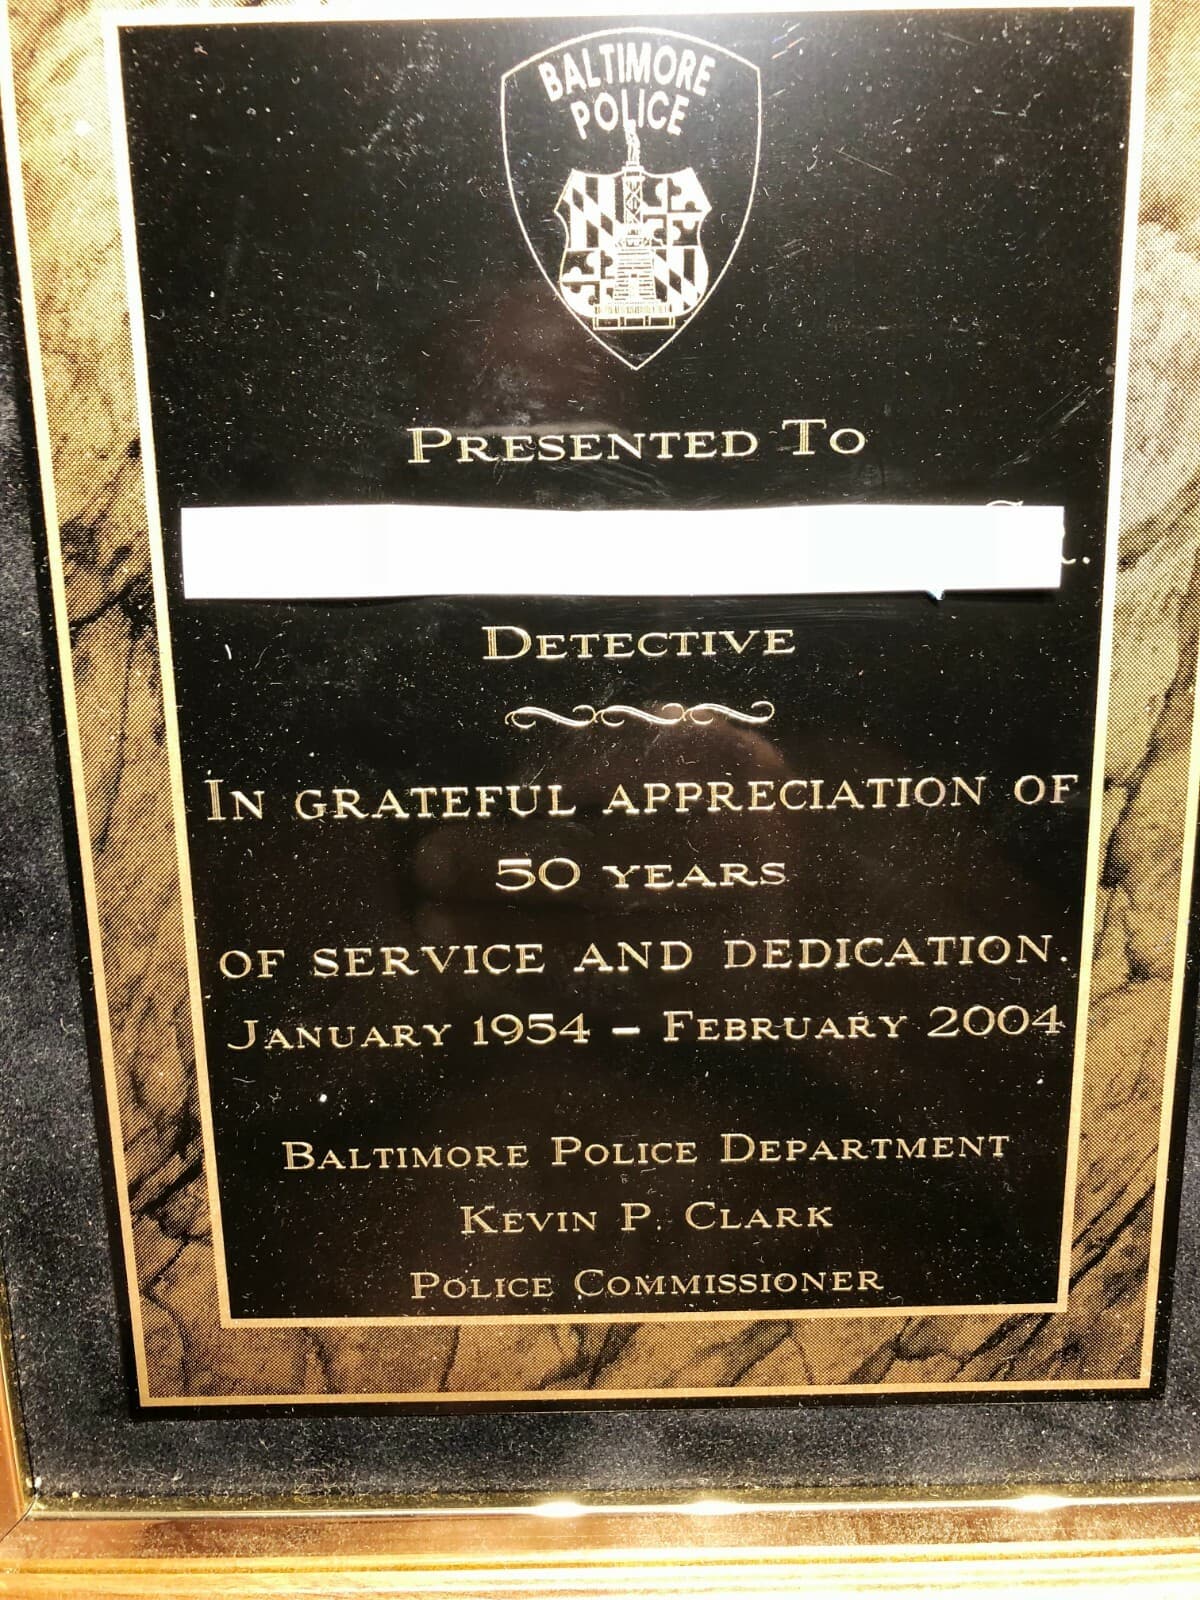 BALTIMORE
POLICE
PRESENTED TO
DETECTIVE
IN GRATEFUL APPRECIATION OF
50 YEARS
OF SERVICE AND DEDICATION.
JANUARY 1954 – FEBRUARY 2004
BALTIMORE POLICE DEPARTMENT
KEVIN P. CLARK
POLICE COMMISSIONER